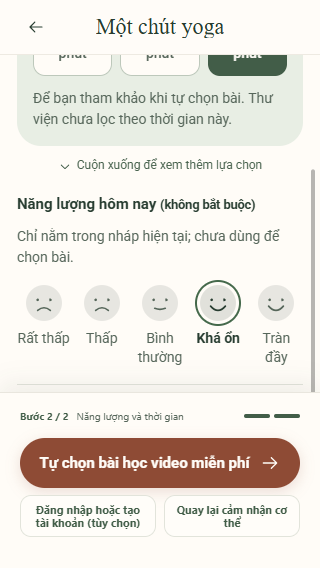 Một chút yoga
phút phút phút
Để bạn tham khảo khi tự chọn bài. Thư
viện chưa lọc theo thời gian này.
Cuộn xuống để xem thêm lựa chọn
Năng lượng hôm nay (không bắt buộc)
Chỉ nằm trong nháp hiện tại; chưa dùng để
chọn bài.
Rất thấp Thấp Bình Khá ổn Tràn
thường đầy
Bước 2 / 2 Năng lượng và thời gian
Tự chọn bài học video miễn phí
Đăng nhập hoặc tạo
tài khoản (tùy chọn)
Quay lại cảm nhận cơ
thể